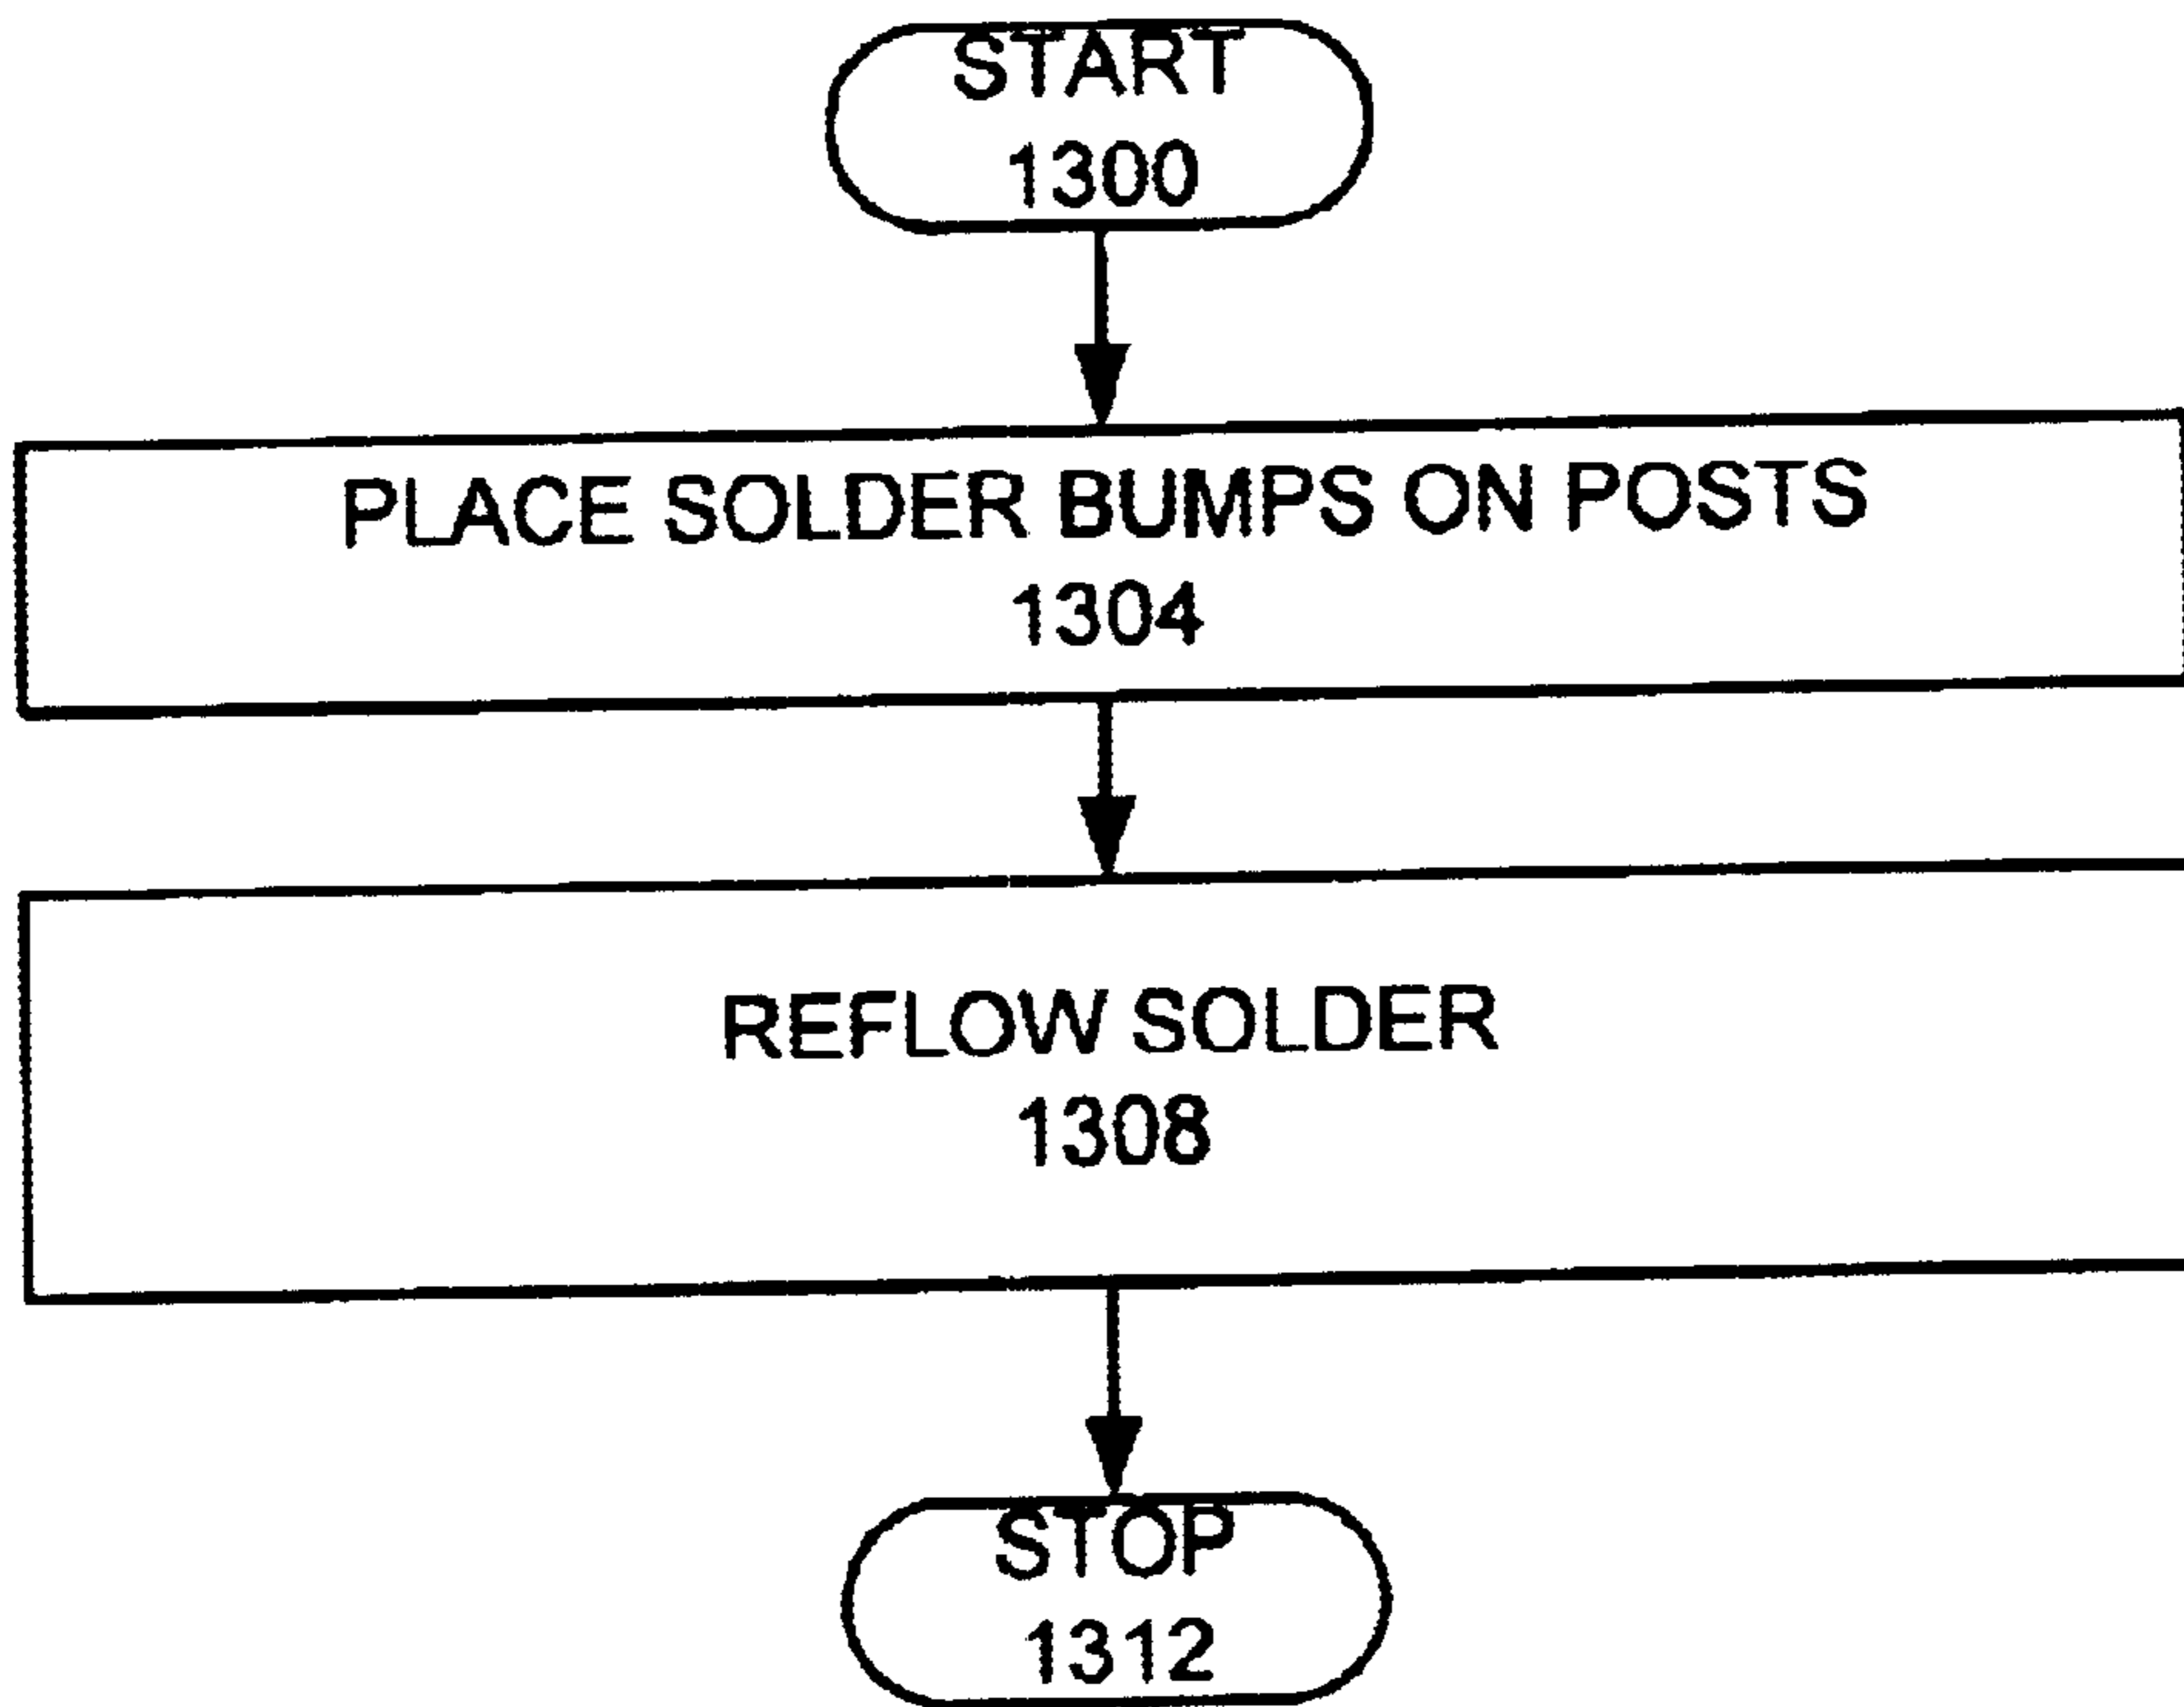 START
1300
PLACE SOLDER BUMPS ON POSTS
1304
REFLOW SOLDER
1308
STOP
1312